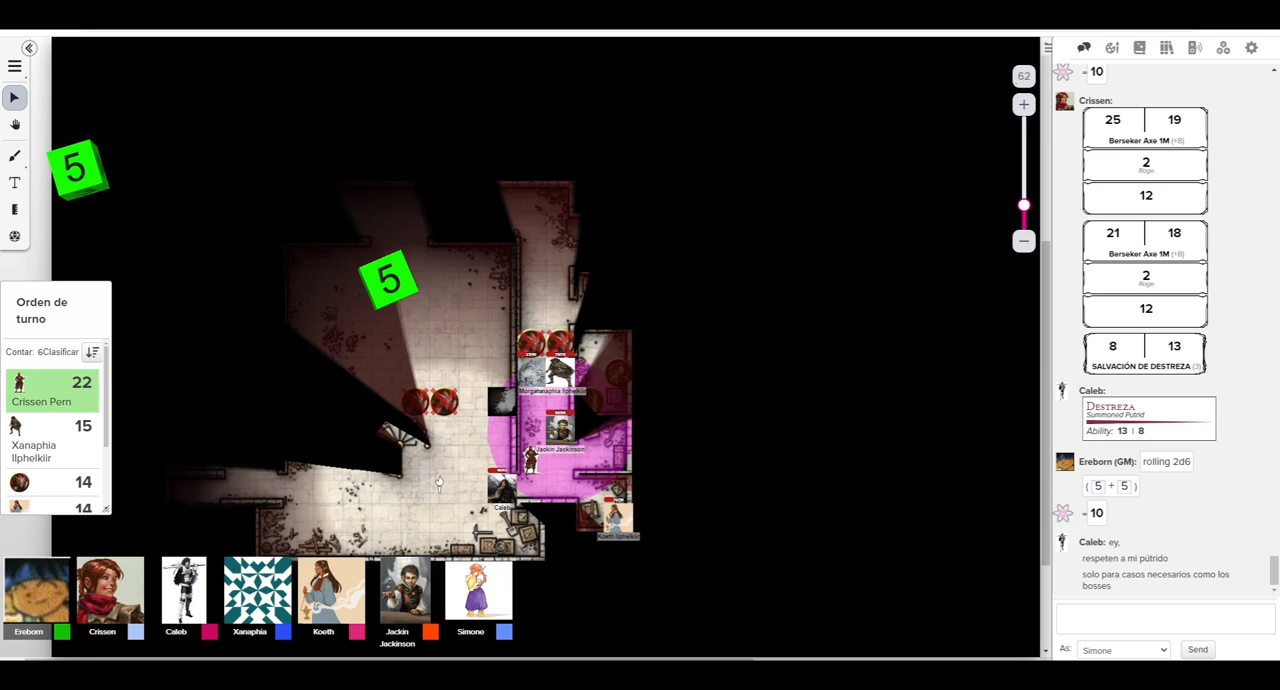 62
5
5
Orden de
turno
Contar: 6Clasificar
22
Crissen Pern
15
Xanaphia
Ilphelkiir
14
14
Jackin Jackinson
Caleb
Koeth Ilphelkiir
Ereborn
Crissen
Caleb
Xanaphia
Koeth
Jackin
Jackinson
Simone
= 10
Crissen:
25 19
Berseker Axe 1M (+8)
2
Rage
12
21 18
Berseker Axe 1M (+8)
2
Rage
12
8 13
SALVACIÓN DE DESTREZA (3)
Caleb:
DESTREZA
Summoned Putrid
Ability: 13 | 8
Ereborn (GM): rolling 2d6
( 5 + 5 )
= 10
Caleb: ey,
respeten a mi pútrido
solo para casos necesarios como los
bosses
As: Simone Send